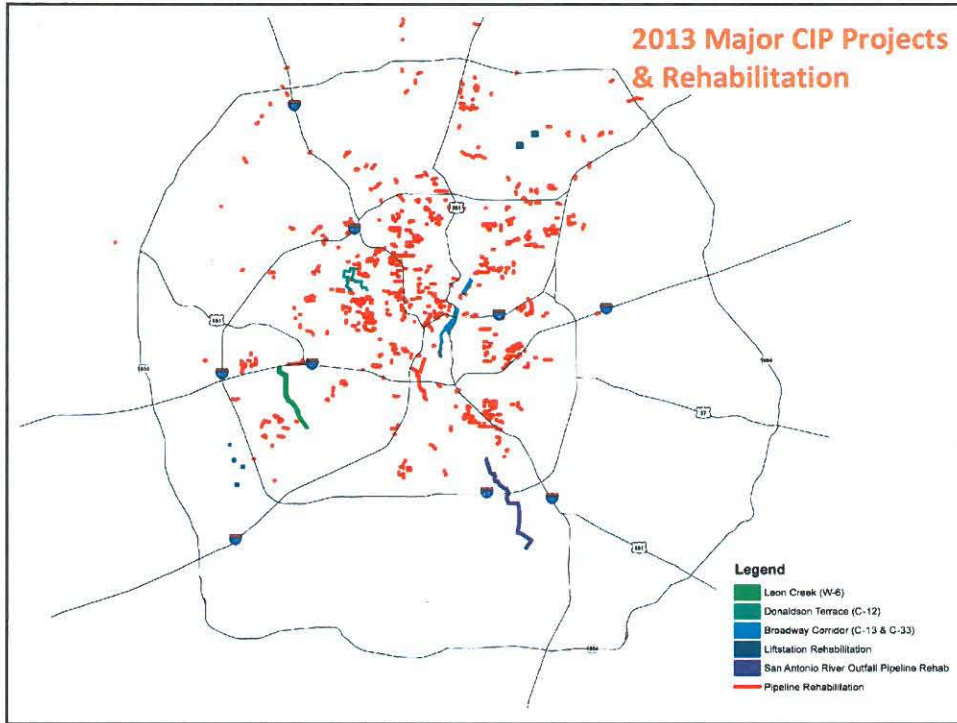 2013 Major CIP Projects
& Rehabilitation
Legend
Leon Creek (W-6)
Donaldson Terrace (C-12)
Broadway Corridor (C-13 & C-33)
Liftstation Rehabilitation
San Antonio River Outfall Pipeline Rehab
Pipeline Rehabilitation